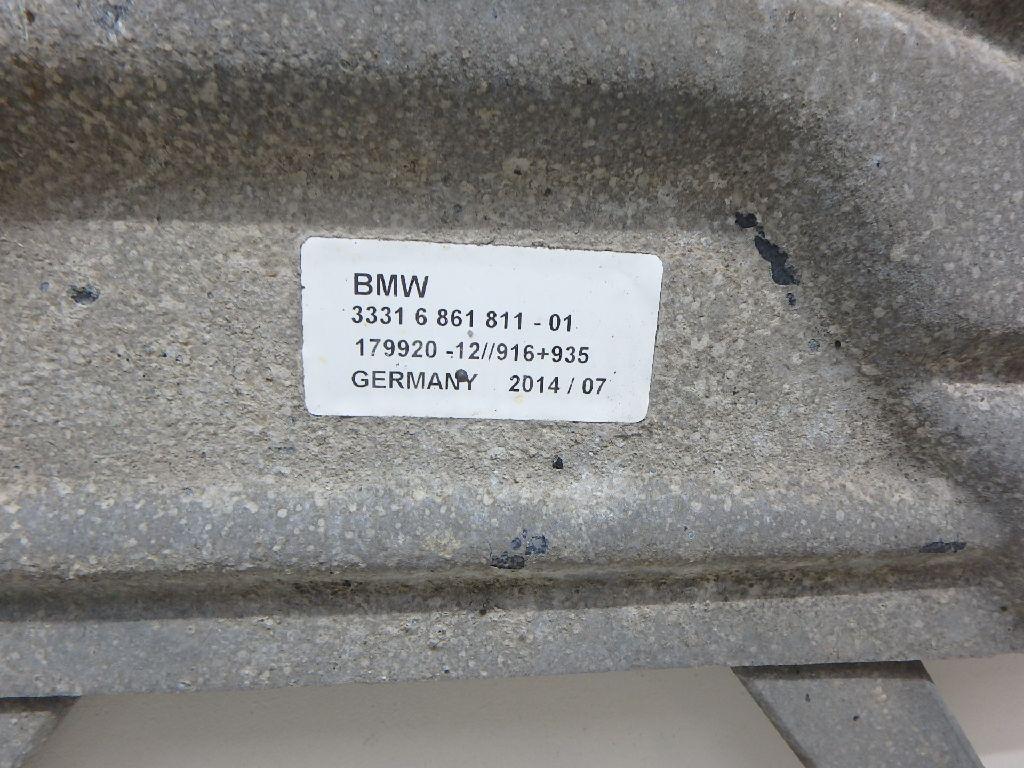 BMW
3331 6 861 811 - 01
179920 -12//916+935
GERMANY 2014 / 07